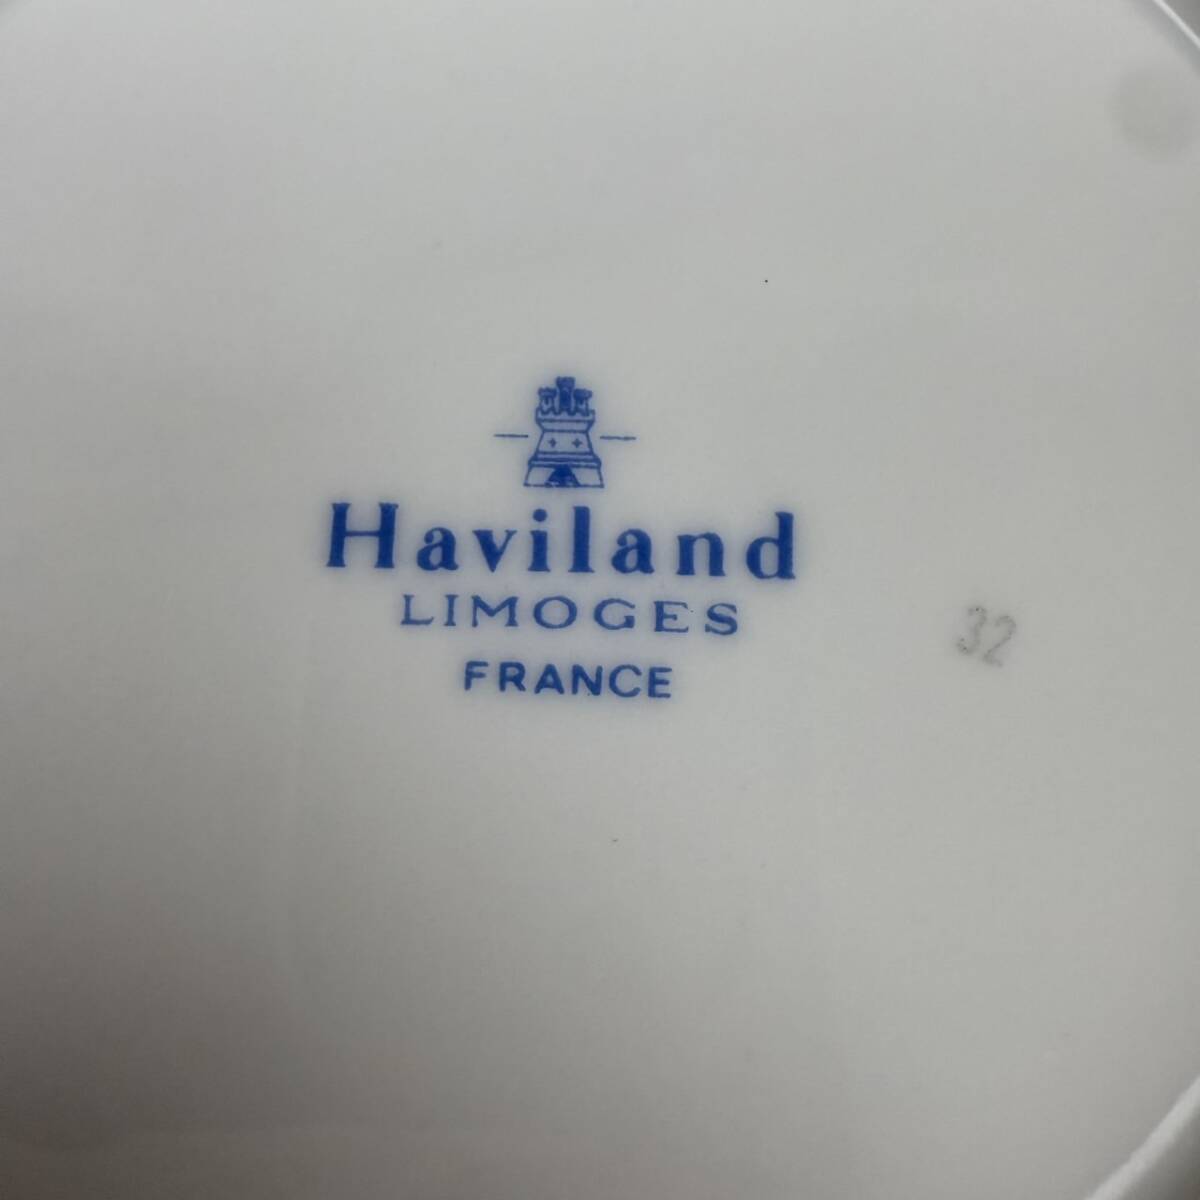 Haviland
LIMOGES
FRANCE
32